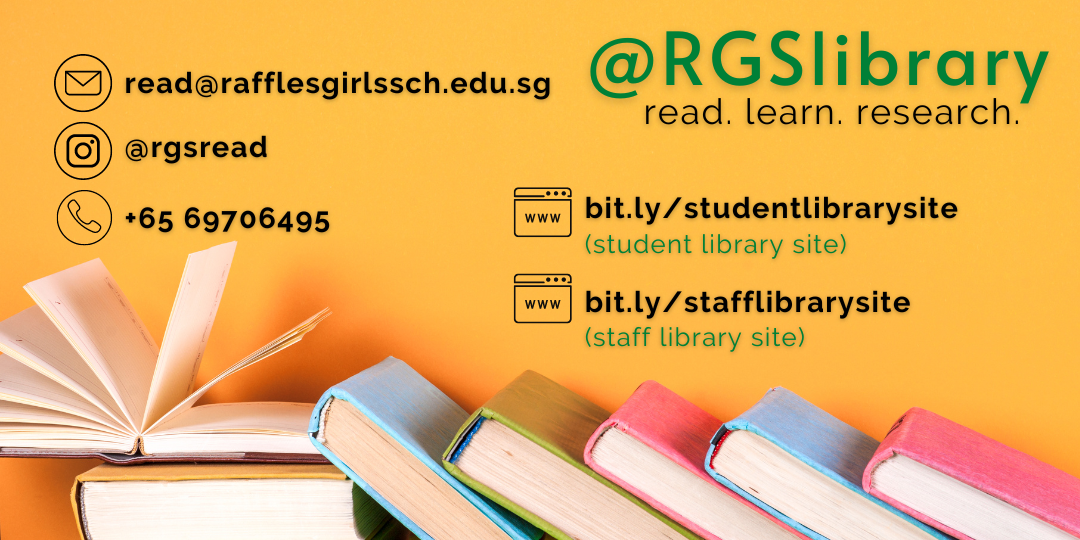 @RGSlibrary
read. learn. research.
read@rafflesgirlssch.edu.sg
@rgsread
+65 69706495
www
bit.ly/studentlibrarysite
(student library site)
www
bit.ly/stafflibrarysite
(staff library site)